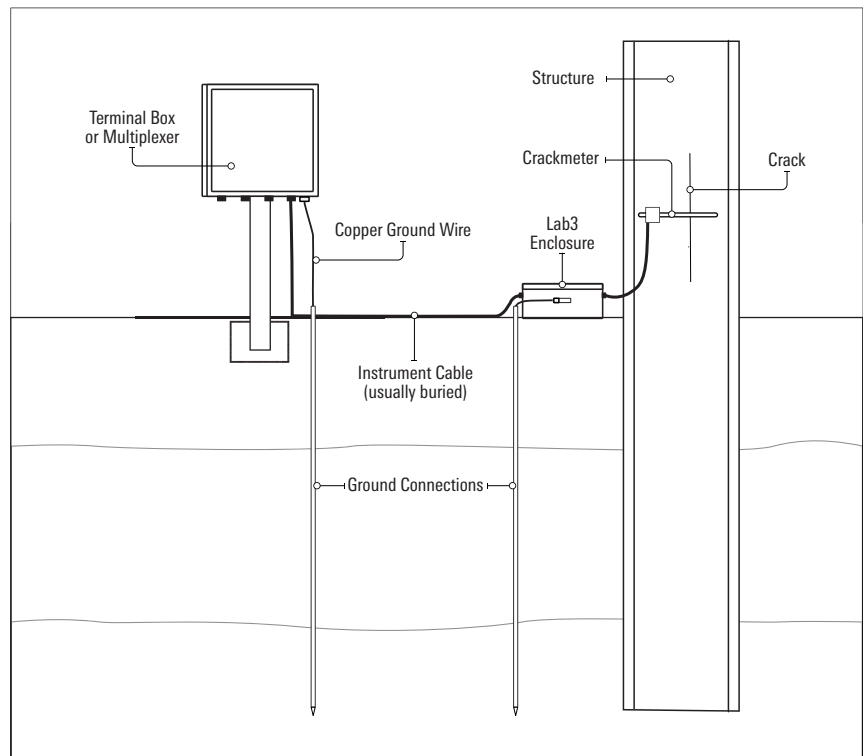 Structure
Terminal Box
or Multiplexer
Crackmeter
Crack
Lab3
Enclosure
Copper Ground Wire
Instrument Cable
(usually buried)
Ground Connections